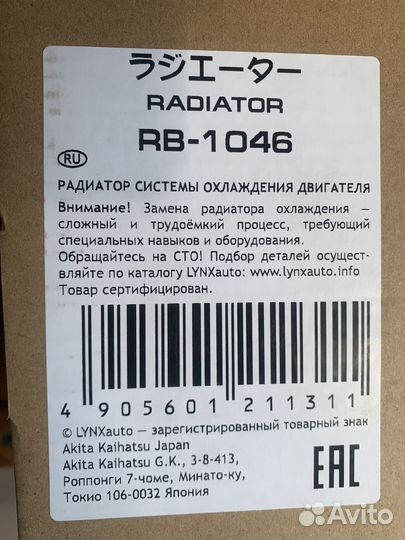 ラジエーター
RADIATOR
RB-1046
RU
РАДИАТОР СИСТЕМЫ ОХЛАЖДЕНИЯ ДВИГАТЕЛЯ
Внимание! Замена радиатора охлаждения –
сложный и трудоёмкий процесс, требующий
специальных навыков и оборудования.
Обращайтесь на СТО! Подбор деталей осущест-
вляйте по каталогу LYNXauto: www.lynxauto.info
Товар сертифицирован.
4 905601 211311
© LYNXauto — зарегистрированный товарный знак
Akita Kaihatsu Japan
Akita Kaihatsu G.K., 3-8-413,
Роппонги 7-чоме, Минато-ку,
Токио 106-0032 Япония
EAC
Avito